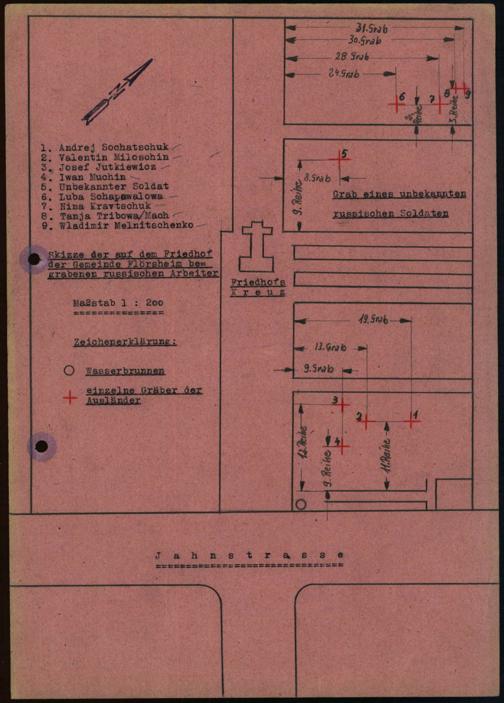 31.Grab
30.Grab
28.Grab
24.Grab
6
7
8
9
Reihe
5.Reihe
1. Andrej Sochatschuk
2. Valentin Miloschin
3. Josef Jutkiewicz
4. Iwan Muchin
5. Unbekannter Soldat
6. Luba Schapowalowa
7. Nina Kravtschuk
8. Tanja Tribowa/Mach
9. Wladimir Melnitschenko
5
8.Grab
9.Reihe
Grab eines unbekannten
russischen Soldaten
Skizze der auf dem Friedhof
der Gemeinde Flörsheim be=
grabenen russischen Arbeiter
Friedhofs
Kreuz
Maßstab 1 : 200
Zeichenerklärung:
Wasserbrunnen
einzelne Gräber der
Ausländer
19.Grab
13.Grab
9.Grab
3
2
1
4
12.Reihe
9.Reihe
11.Reihe
Jahnstrasse